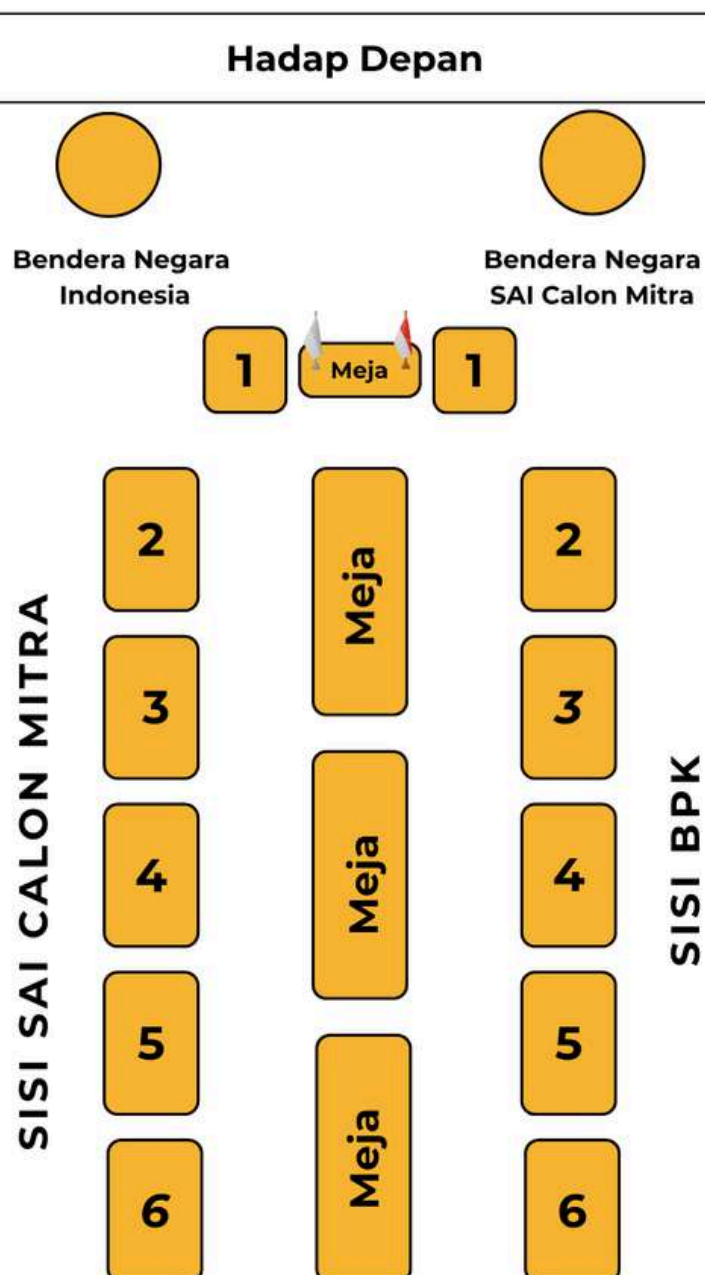 Hadap Depan
Bendera Negara
Indonesia
Bendera Negara
SAI Calon Mitra
1
Meja
1
SISI SAI CALON MITRA
2
3
4
5
6
Meja
Meja
Meja
2
3
4
5
6
SISI BPK